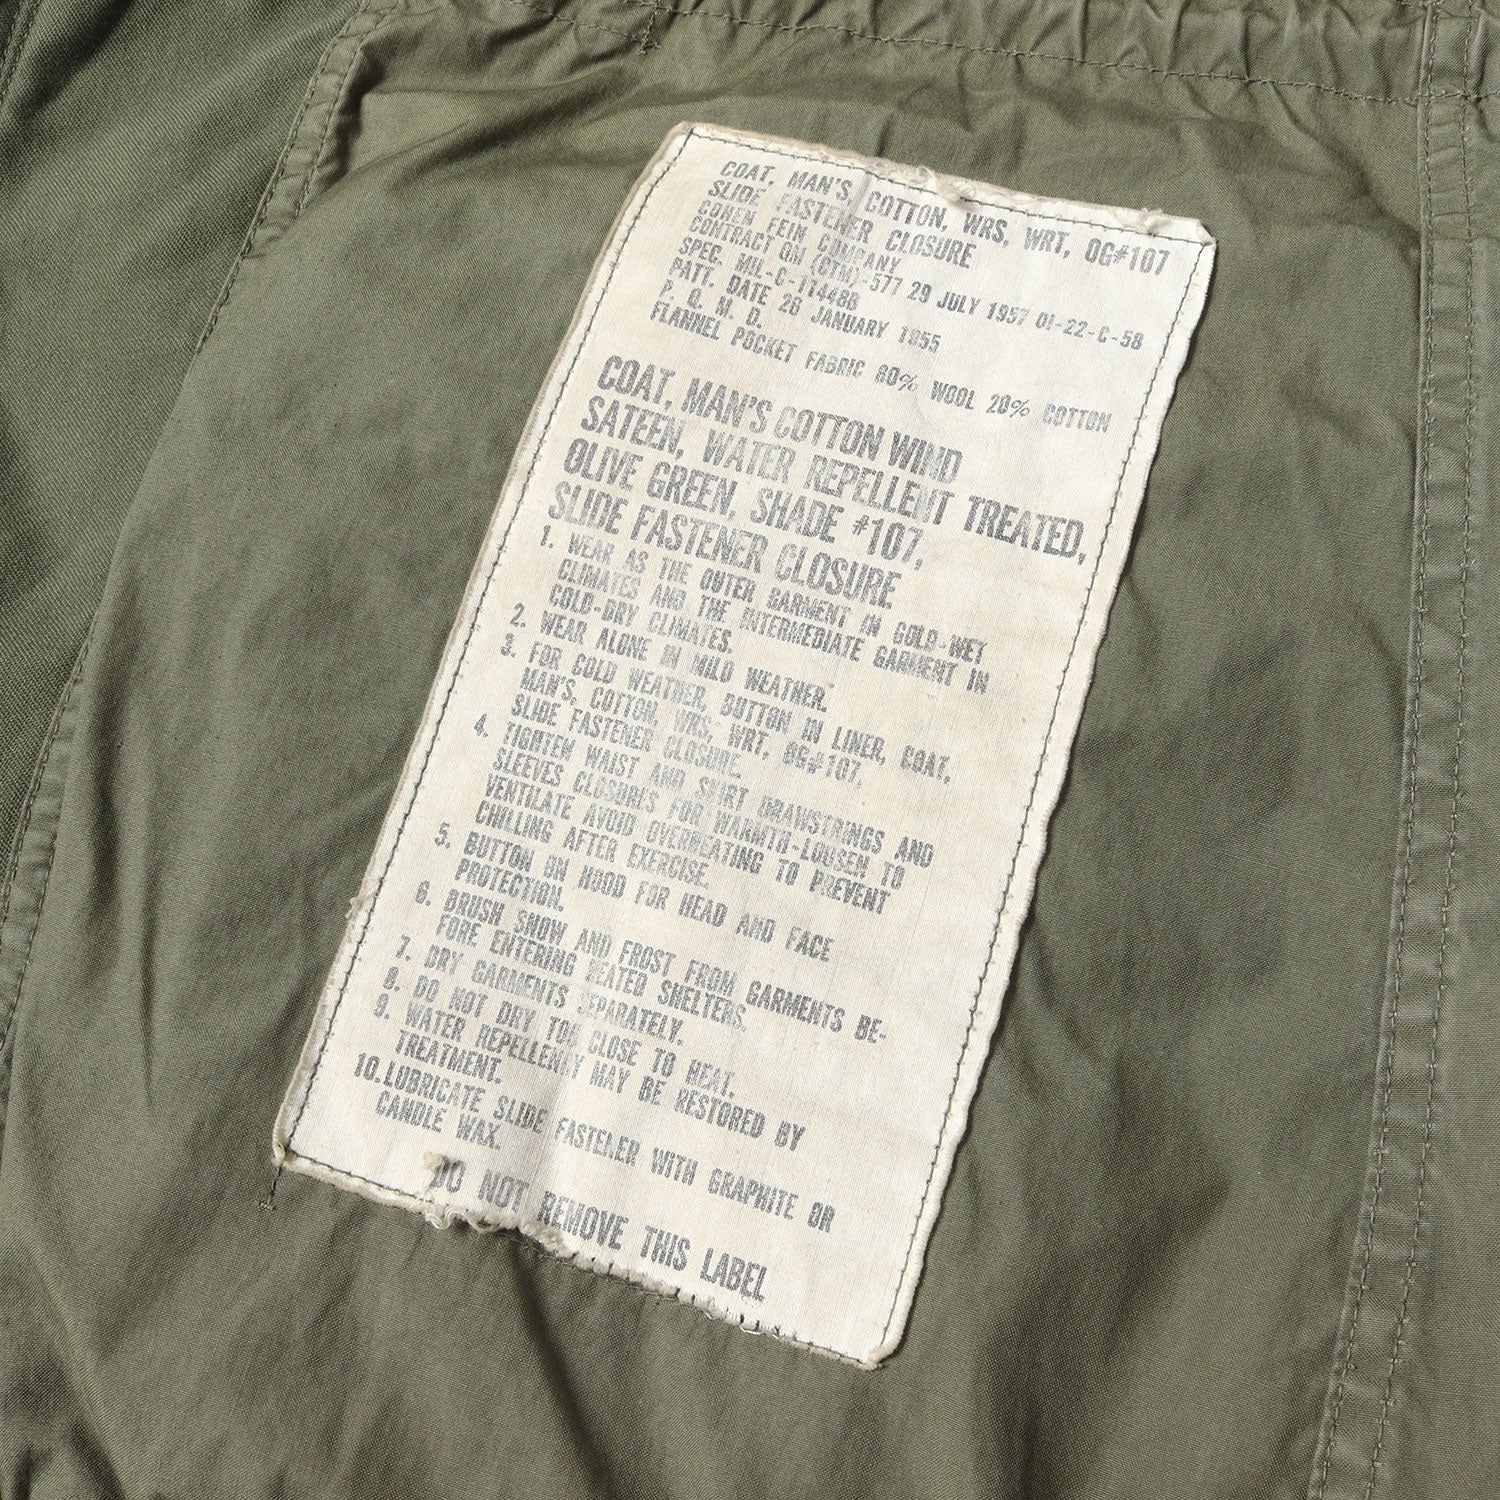 COAT, MAN'S, COTTON, WRS, WRT, OG#107
SLIDE FASTENER CLOSURE
COHEN FEIN COMPANY
CONTRACT QM (CTM)-577 29 JULY 1957 OI-22-C-58
SPEC. MIL-C-11448B
PATT. DATE 26 JANUARY 1955
P. Q. M. D.
FLANNEL POCKET FABRIC 80% WOOL 20% COTTON
COAT, MAN'S COTTON WIND
SATEEN, WATER REPELLENT TREATED,
OLIVE GREEN, SHADE #107,
SLIDE FASTENER CLOSURE
1. WEAR AS THE OUTER GARMENT IN COLD-WET
CLIMATES AND THE INTERMEDIATE GARMENT IN
COLD-DRY CLIMATES.
2. WEAR ALONE IN MILD WEATHER.
3. FOR COLD WEATHER, BUTTON IN LINER, COAT,
MAN'S, COTTON, WRS, WRT, OG#107,
SLIDE FASTENER CLOSURE.
4. TIGHTEN WAIST AND SKIRT DRAWSTRINGS AND
SLEEVES CLOSURES FOR WARMTH-LOOSEN TO
VENTILATE AVOID OVERHEATING TO PREVENT
CHILLING AFTER EXERCISE.
5. BUTTON ON HOOD FOR HEAD AND FACE
PROTECTION.
6. BRUSH SNOW AND FROST FROM GARMENTS BE-
FORE ENTERING HEATED SHELTERS.
7. DRY GARMENTS SEPARATELY.
8. DO NOT DRY TOO CLOSE TO HEAT.
9. WATER REPELLENCY MAY BE RESTORED BY
TREATMENT.
10. LUBRICATE SLIDE FASTENER WITH GRAPHITE OR
CANDLE WAX.
DO NOT REMOVE THIS LABEL